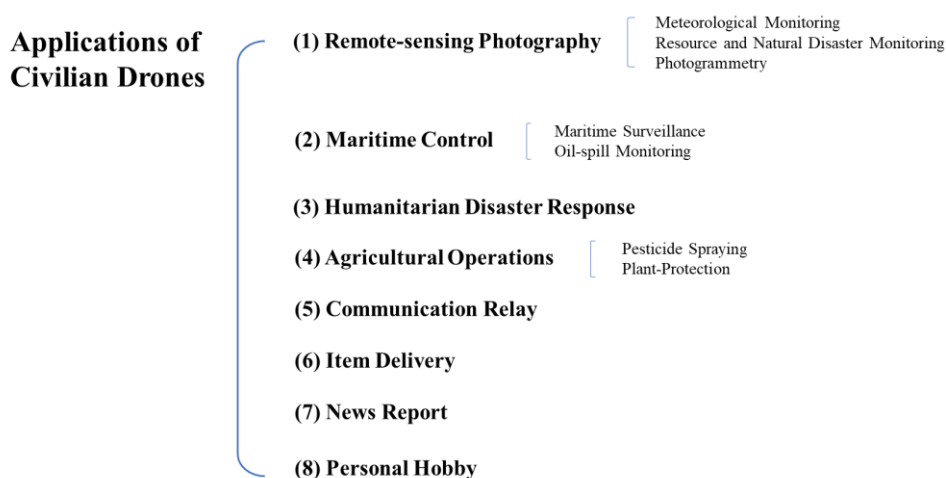 Applications of
Civilian Drones
(1) Remote-sensing Photography
Meteorological Monitoring
Resource and Natural Disaster Monitoring
Photogrammetry
(2) Maritime Control
Maritime Surveillance
Oil-spill Monitoring
(3) Humanitarian Disaster Response
(4) Agricultural Operations
Pesticide Spraying
Plant-Protection
(5) Communication Relay
(6) Item Delivery
(7) News Report
(8) Personal Hobby